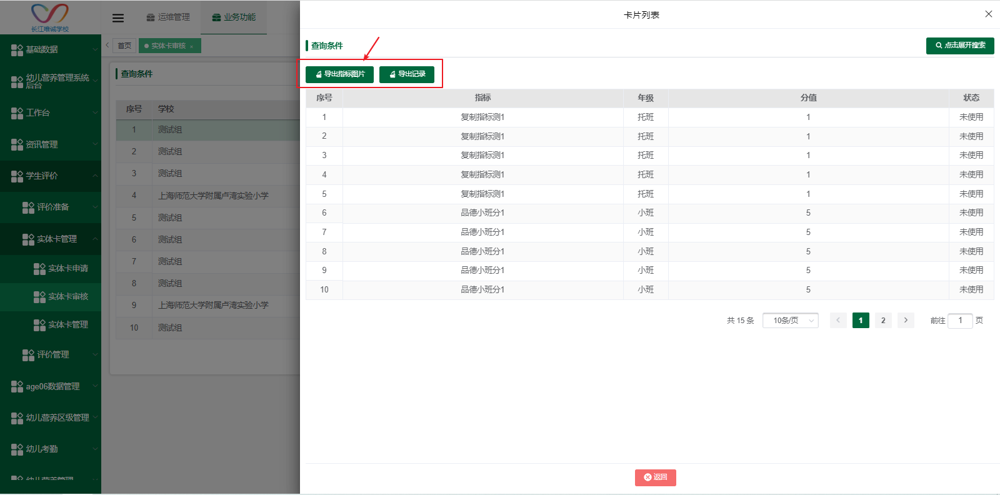 长江唯诚学校
运维管理
业务功能
首页
实体卡审核 ×
基础数据
幼儿营养管理系统
后台
工作台
资讯管理
学生评价
评价准备
实体卡管理
实体卡申请
实体卡审核
实体卡管理
评价管理
age06数据管理
幼儿营养区级管理
幼儿考勤
幼儿营养管理
查询条件
序号 学校
1 测试组
2 测试组
3 测试组
4 上海师范大学附属卢湾实验小学
5 测试组
6 测试组
7 测试组
8 测试组
9 上海师范大学附属卢湾实验小学
10 测试组
卡片列表
查询条件
点击展开搜索
导出指标图片
导出记录
序号 指标 年级 分值 状态
1 复制指标测1 托班 1 未使用
2 复制指标测1 托班 1 未使用
3 复制指标测1 托班 1 未使用
4 复制指标测1 托班 1 未使用
5 复制指标测1 托班 1 未使用
6 品德小班分1 小班 5 未使用
7 品德小班分1 小班 5 未使用
8 品德小班分1 小班 5 未使用
9 品德小班分1 小班 5 未使用
10 品德小班分1 小班 5 未使用
共 15 条 10条/页 1 2 前往 1 页
返回